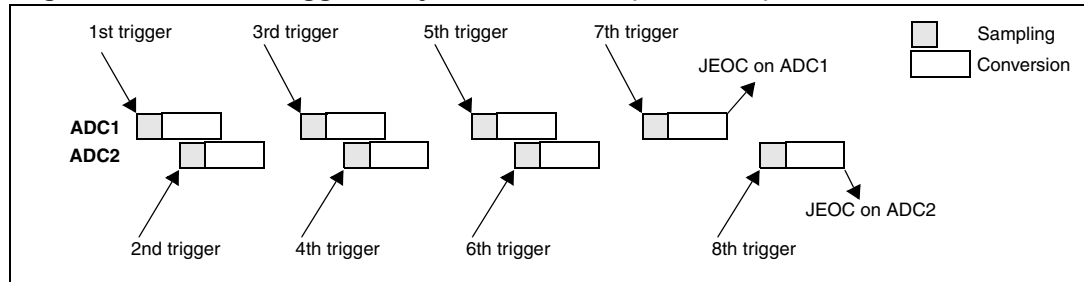 1st trigger
3rd trigger
5th trigger
7th trigger
Sampling
Conversion
JEOC on ADC1
ADC1
ADC2
JEOC on ADC2
2nd trigger
4th trigger
6th trigger
8th trigger